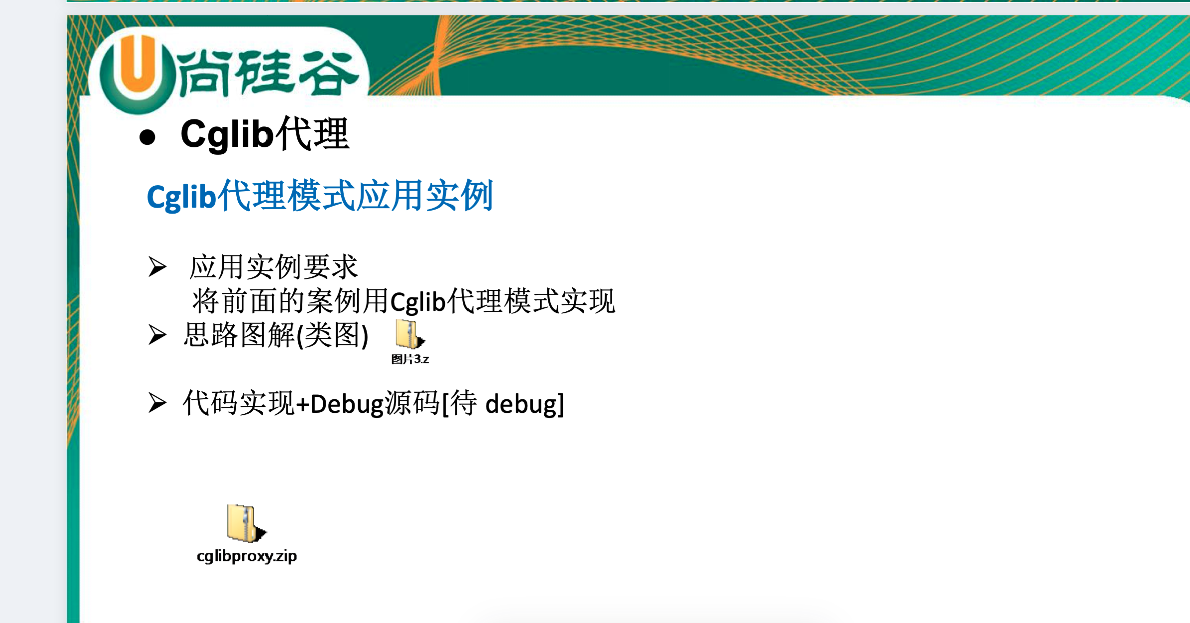 尚硅谷
● Cglib代理
Cglib代理模式应用实例
➢ 应用实例要求
将前面的案例用Cglib代理模式实现
➢ 思路图解(类图)
图片3.z
➢ 代码实现+Debug源码[待 debug]
cglibproxy.zip